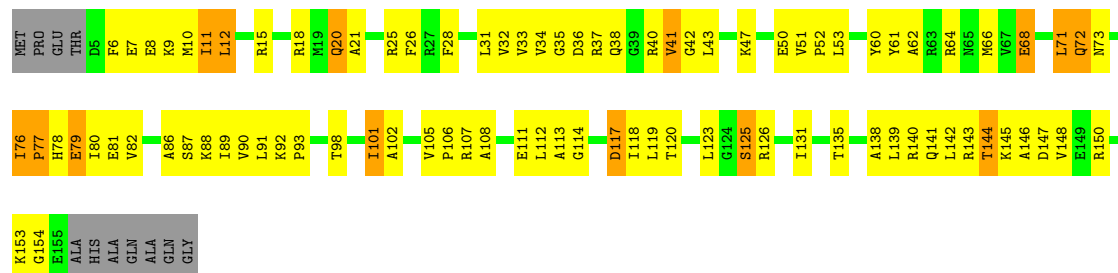 MET PRO GLU THR D5 F6 E7 E8 K9 M10 I11 L12 R15 R18 M19 Q20 A21 R25 F26 R27 F28 L31 V32 V33 V34 G35 D36 R37 Q38 G39 R40 V41 G42 L43 K47 E50 V51 P52 L53 Y60 Y61 A62 R63 R64 N65 M66 V67 E68 L71 Q72 N73
I76 P77 H78 E79 I80 E81 V82 A86 S87 K88 I89 V90 L91 K92 P93 T98 I101 A102 V105 P106 R107 A108 E111 L112 A113 G114 D117 I118 L119 T120 L123 G124 S125 R126 I131 T135 A138 L139 R140 Q141 L142 R143 T144 K145 A146 D147 V148 E149 R150
K153 G154 E155 ALA HIS ALA GLN ALA GLN GLY